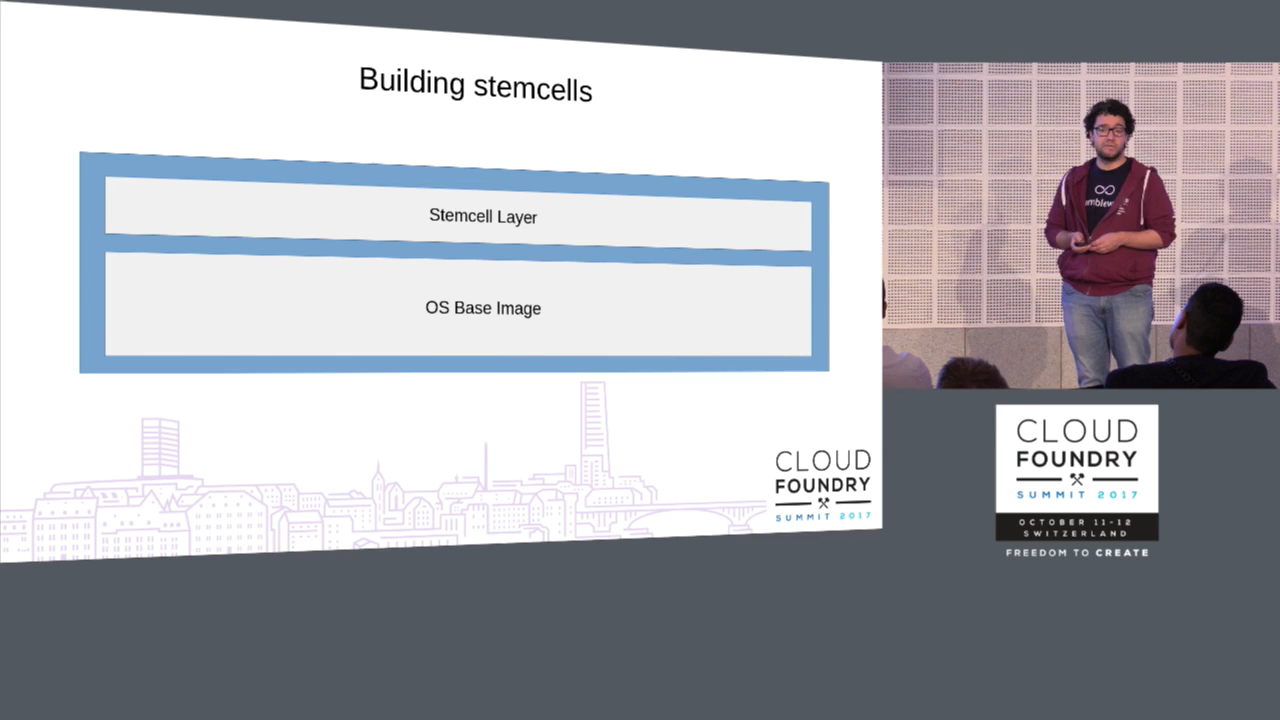 Building stemcells
Stemcell Layer
OS Base Image
CLOUD
FOUNDRY
SUMMIT 2017
CLOUD
FOUNDRY
SUMMIT 2017
OCTOBER 11-12
SWITZERLAND
FREEDOM TO CREATE